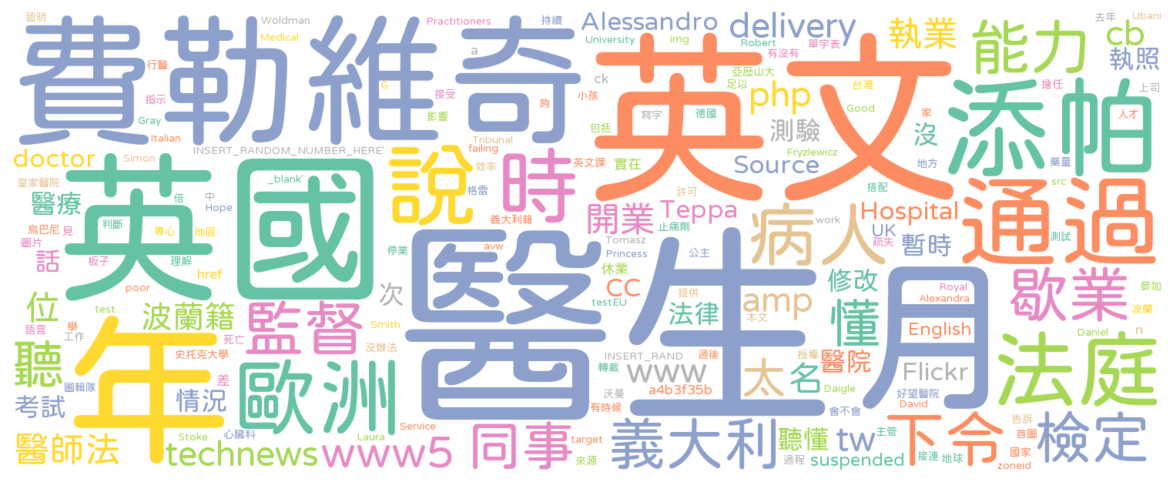 證明 Woldman Practitioners 持續 Alessandro delivery 執業 能力 cb 去年 Ubani
Medical a University img Robert 有沒有 單字表 執照
費勒維奇 英文 添帕
行醫 指示 G 接受 ck 小孩 亞歷山大 足以 php 台灣 家 擔任 上司
Gray Italian 影響 夠 寫字 包括 德國 Good 測驗 沒 人才
INSERT_RANDOM_NUMBER_HERE' Tribunal failing
doctor Simon _blank' 效率 英文課 實在 Source Fryzlewicz 地方 藥量
皇家醫院 倍 中 Hope 格雷 許可 搭配 src
醫療 英國 說 時 義大利籍 開業 Teppa 病人 Hospital 通過
烏巴尼 見 判斷 專心 地區 停業 止痛劑 work UK 疏失 暫時 測試
圖片 板子 理解 avw Tomasz Princess 公主
話 poor href 醫生 休業 提供 修改 Royal Alexandra 歇業 參加
位 test 波蘭籍 監督 次 CC testEU 法律 amp 本文 懂 月 English Daniel n 波蘭
語言 學 工作 死亡 Smith 沒辦法 INSERT_RAND 過後 授權
聽 年 史托克大學 歐洲 轉載 www 太 名 醫院 Flickr 法庭
圖輯隊 差 沃曼 a4b3f35b Daigle 好望醫院
考試 情況 有時候 會不會 David 告訴
醫師法 Stoke 心臟科 Laura Service 同事 target 義大利 聽懂 tw 主管 下令 首圖 檢定
technews www5 來源 過程 suspended 接連 地球 國家 zoneid